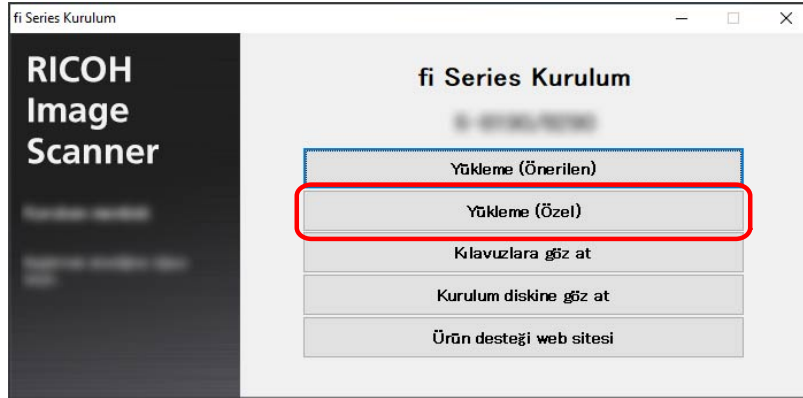 fi Series Kurulum
RICOH
Image
Scanner
fi Series Kurulum
Yükleme (Önerilen)
Yükleme (Özel)
Kılavuzlara göz at
Kurulum diskine göz at
Ürün desteği web sitesi